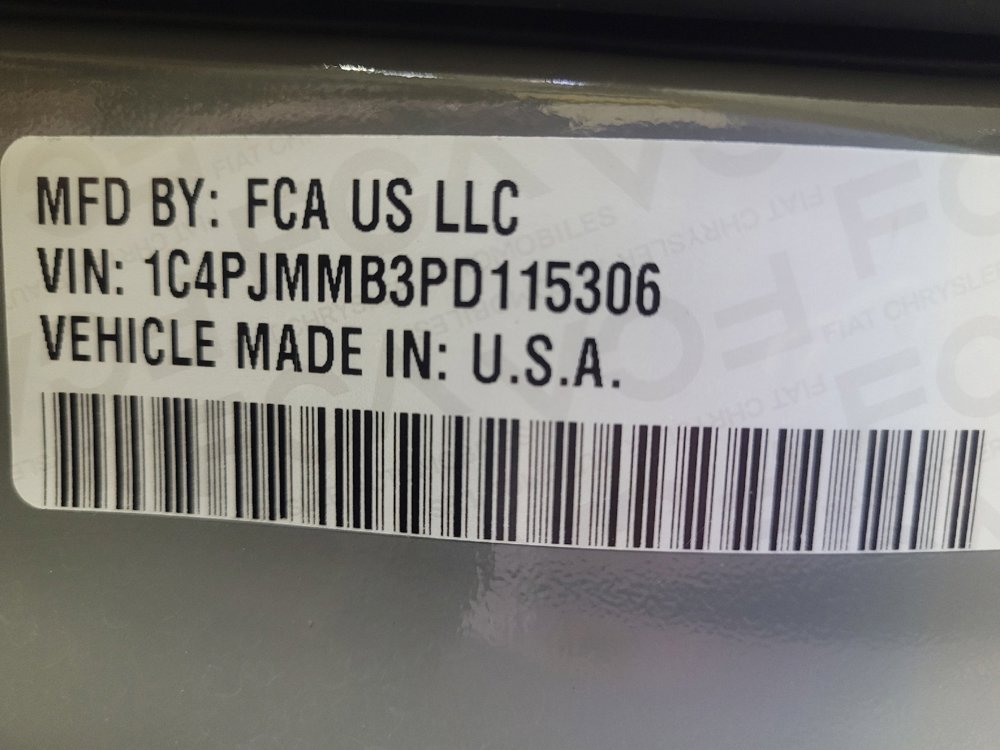 MFD BY: FCA US LLC
VIN: 1C4PJMMB3PD115306
VEHICLE MADE IN: U.S.A.